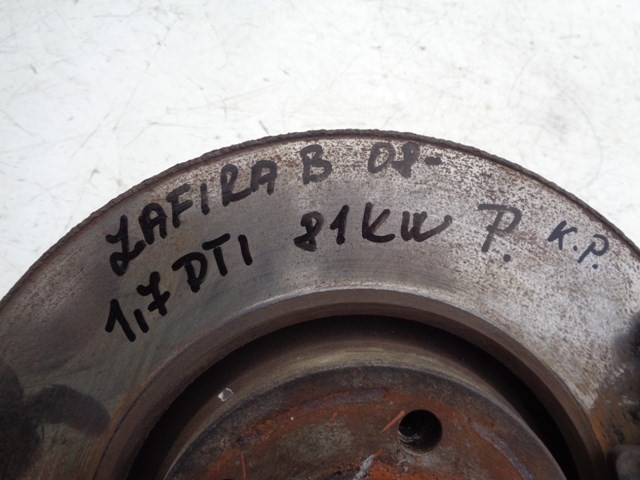 ZAFIRA B 08-
1,7 DTI 81KW P. K.P.